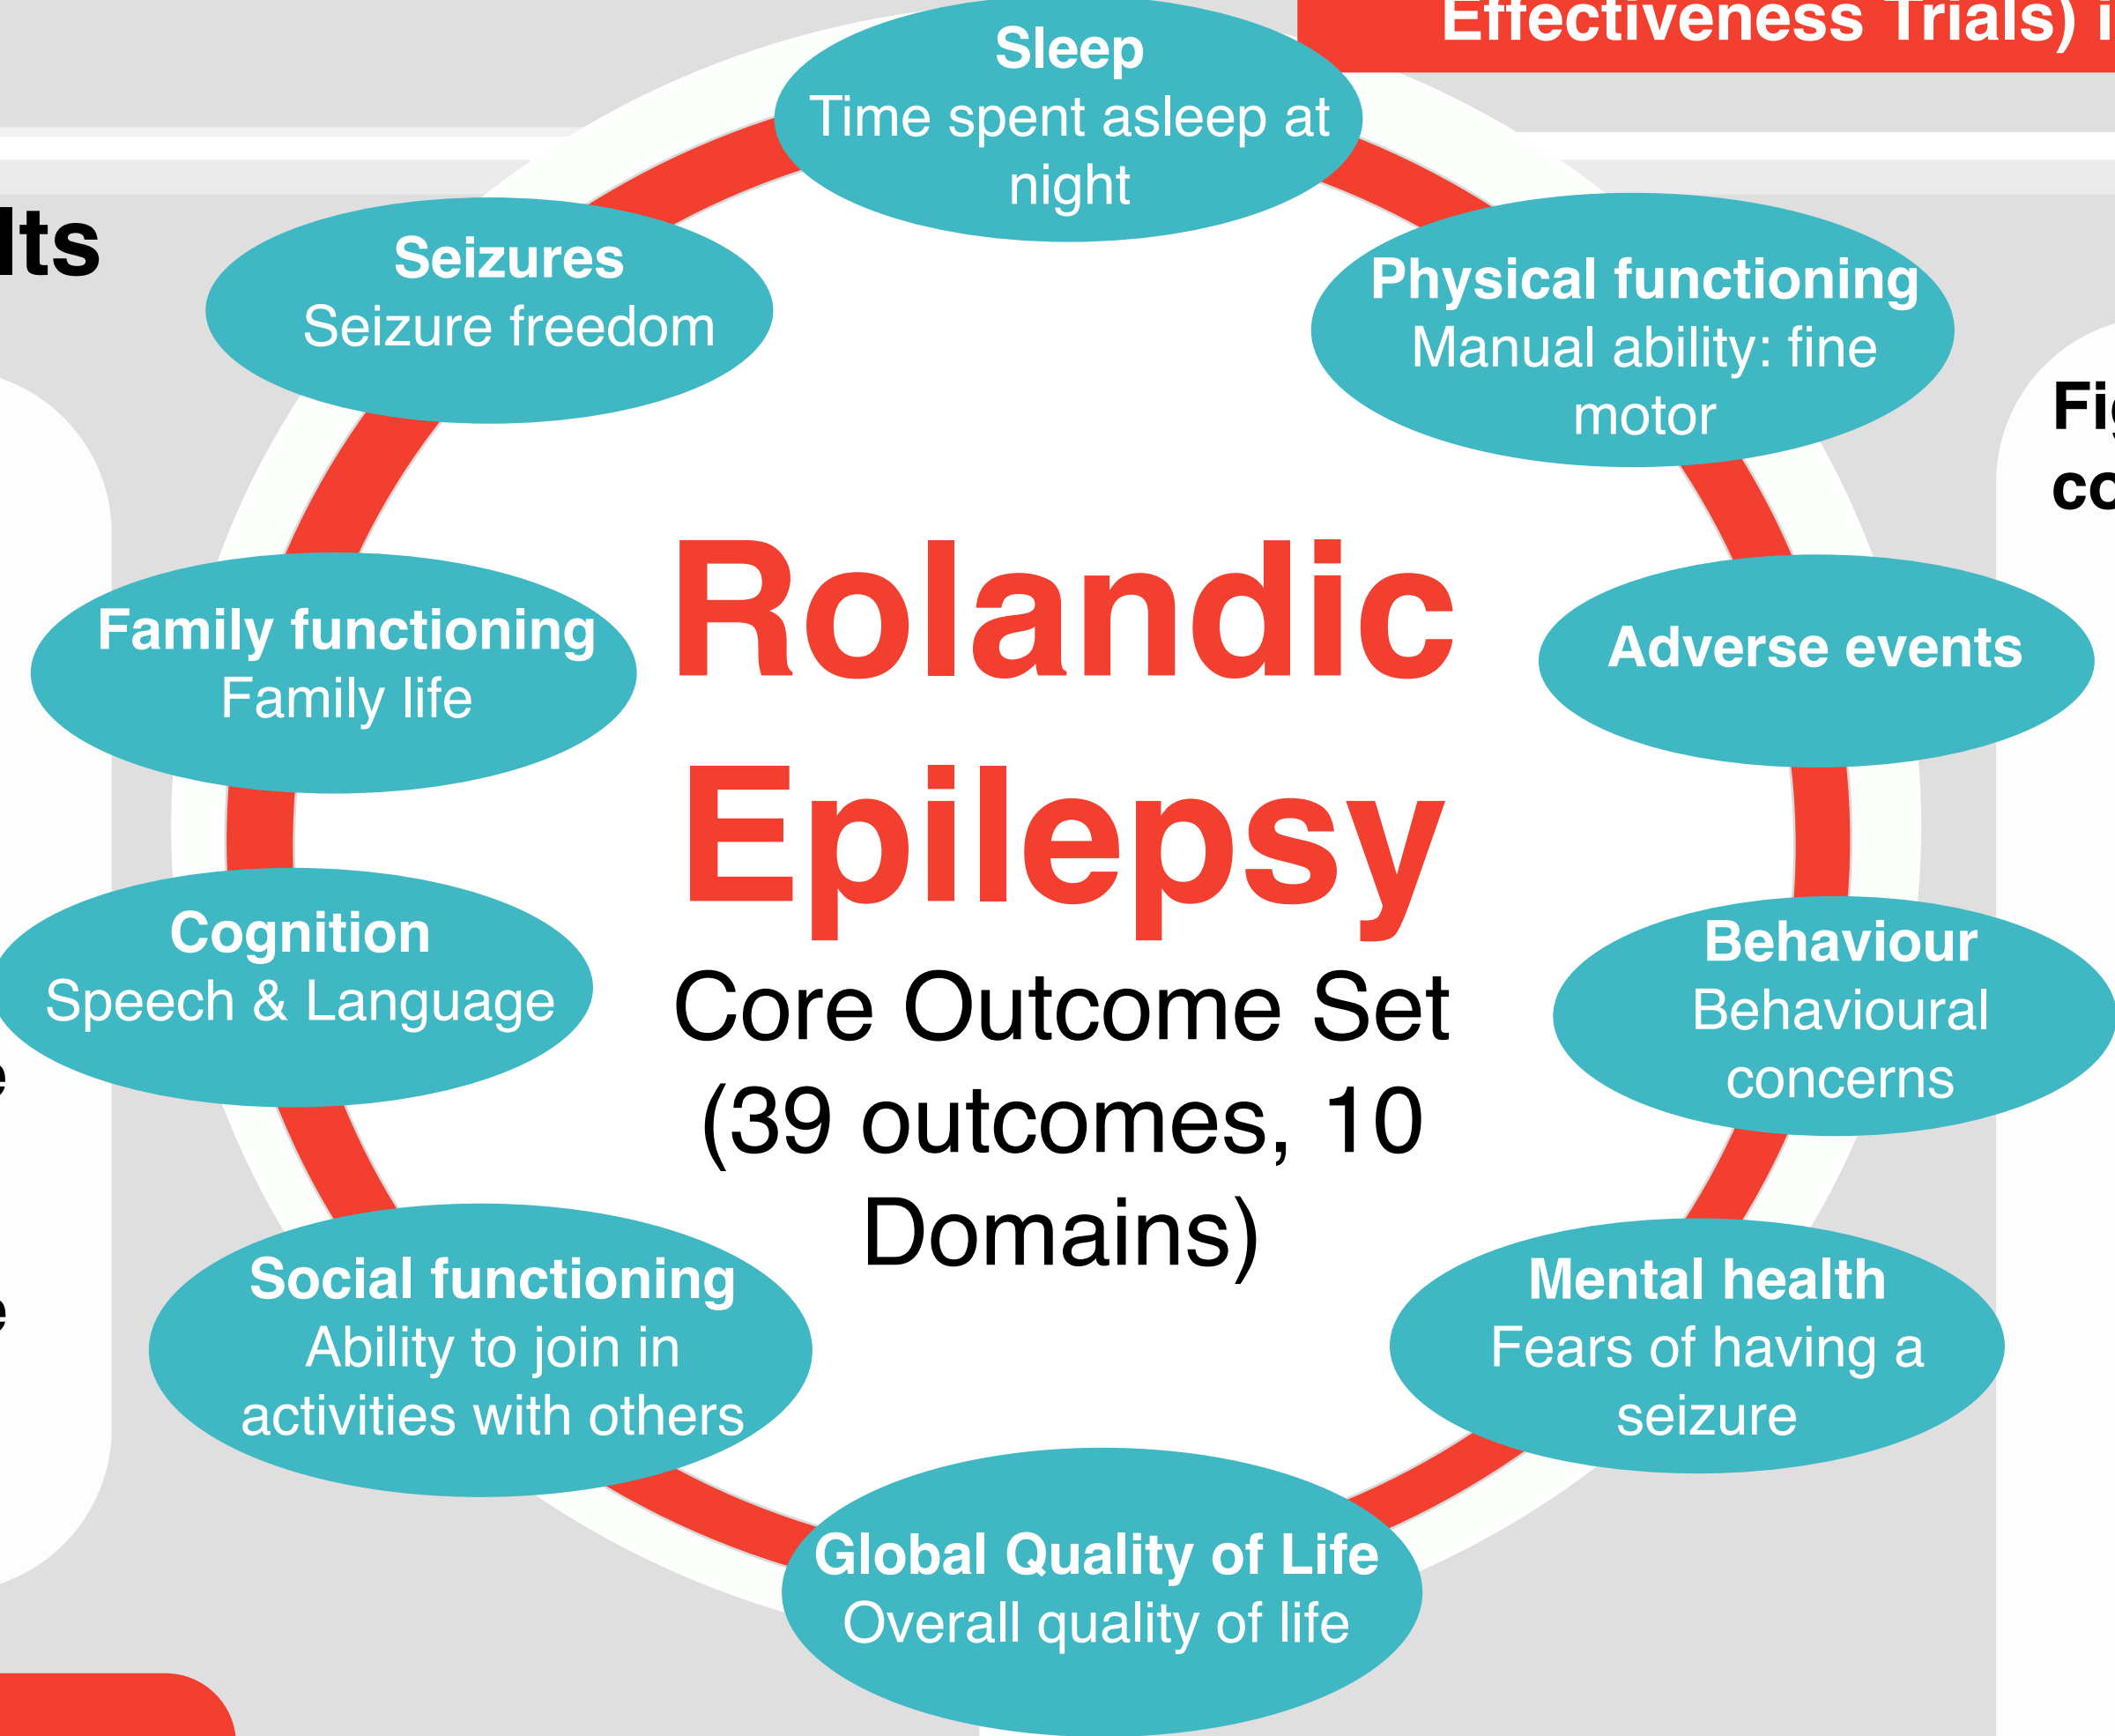 Effectiveness Trials) i
Sleep
Time spent asleep at
night
lts
Seizures
Seizure freedom
Physical functioning
Manual ability: fine
motor
Fig
co
Family functioning
Family life
Adverse events
Rolandic
Epilepsy
Cognition
Speech & Language
Behaviour
Behavioural
concerns
Core Outcome Set
(39 outcomes, 10
Domains)
e
e
Social functioning
Ability to join in
activities with others
Mental health
Fears of having a
seizure
Global Quality of Life
Overall quality of life